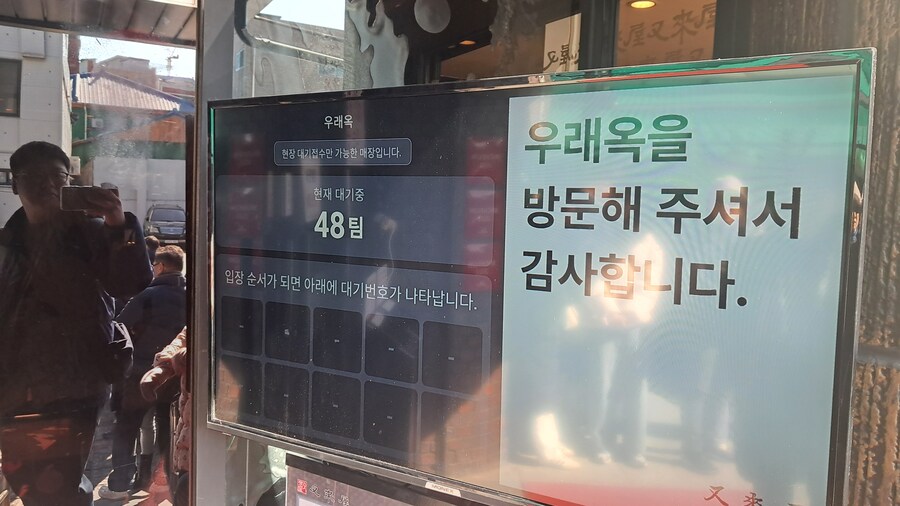 우래옥
현장 대기접수만 가능한 매장입니다.
현재 대기중
48팀
입장 순서가 되면 아래에 대기번호가 나타납니다.
우래옥을
방문해 주셔서
감사합니다.
又來